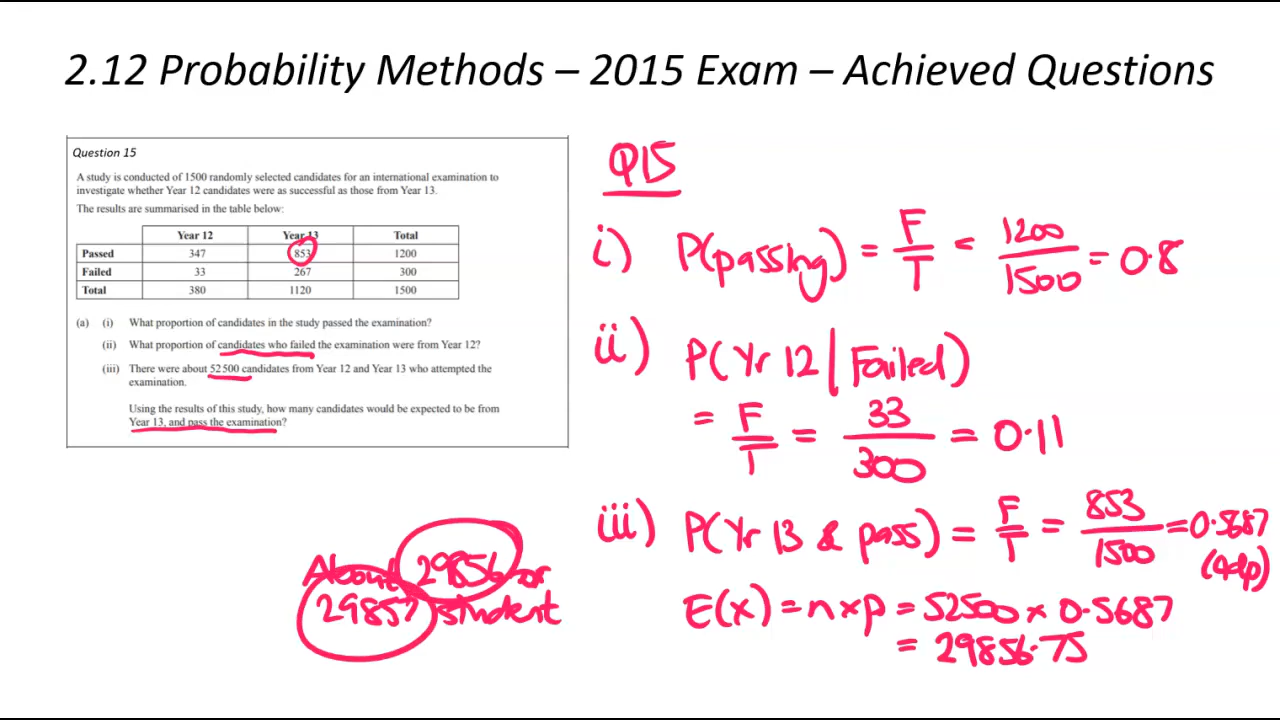 2.12 Probability Methods – 2015 Exam – Achieved Questions
Question 15
A study is conducted of 1500 randomly selected candidates for an international examination to
investigate whether Year 12 candidates were as successful as those from Year 13.
The results are summarised in the table below:
Year 12 Year 13 Total
Passed 347 853 1200
Failed 33 267 300
Total 380 1120 1500
(a) (i) What proportion of candidates in the study passed the examination?
(ii) What proportion of candidates who failed the examination were from Year 12?
(iii) There were about 52 500 candidates from Year 12 and Year 13 who attempted the
examination.
Using the results of this study, how many candidates would be expected to be from
Year 13, and pass the examination?
Q15
i) P(passing) = F/T = 1200/1500 = 0.8
ii) P(Yr 12 | Failed)
= F/T = 33/300 = 0.11
iii) P(Yr 13 & pass) = F/T = 853/1500 = 0.5687
(4dp)
E(x) = n x p = 52500 x 0.5687
= 29856.75
About 29856 or
29857 student